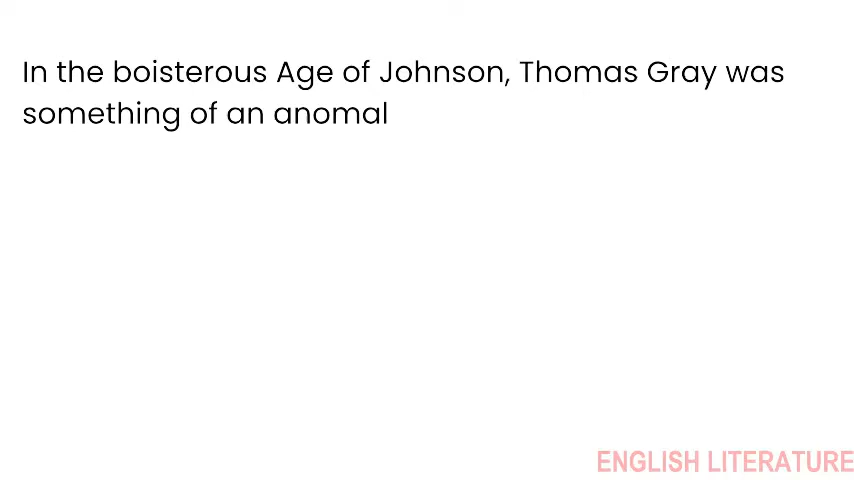 In the boisterous Age of Johnson, Thomas Gray was
something of an anomal
ENGLISH LITERATURE